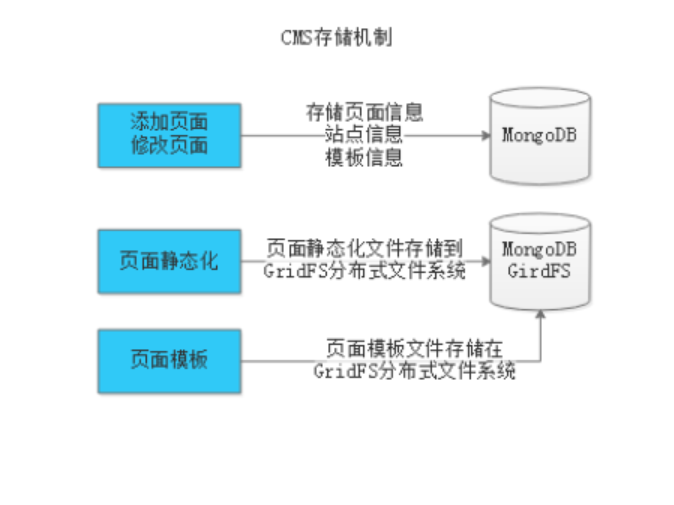 CMS存储机制
添加页面
修改页面
存储页面信息
站点信息
模板信息
MongoDB
页面静态化
页面静态化文件存储到
GridFS分布式文件系统
MongoDB
GirdFS
页面模板
页面模板文件存储在
GridFS分布式文件系统